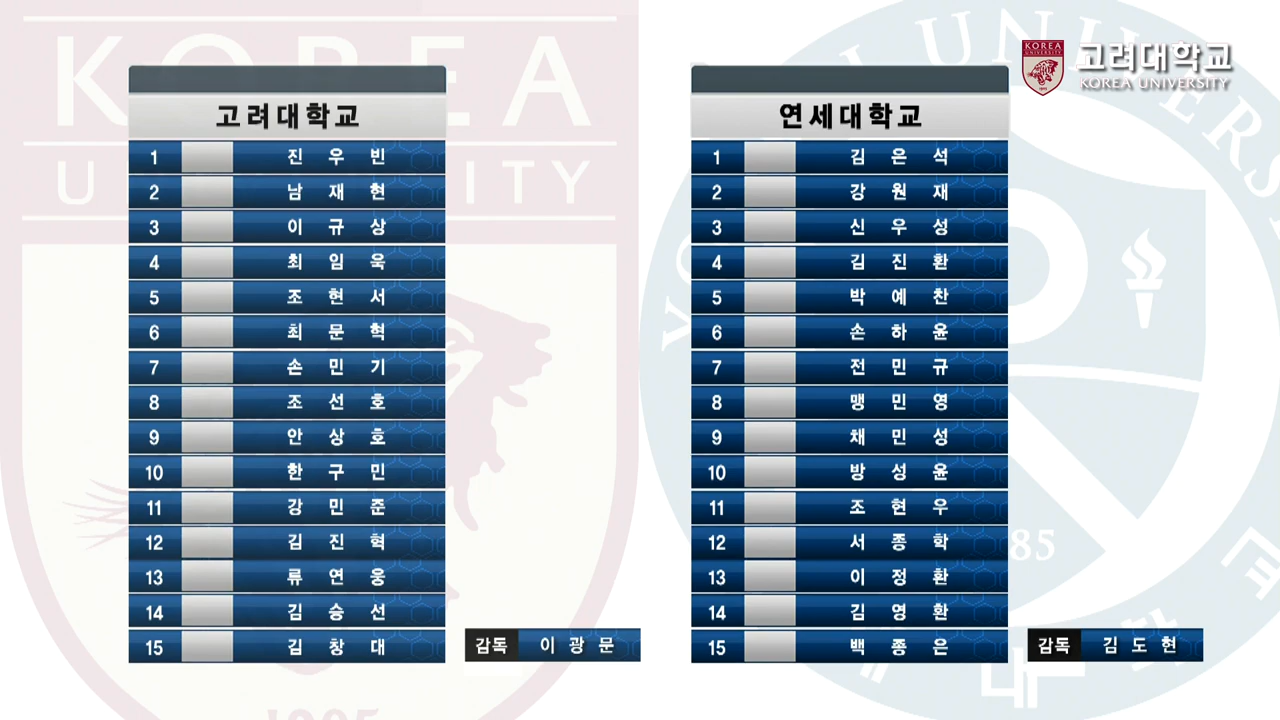 고려대학교
KOREA UNIVERSITY
고려대학교
1 진우빈
2 남재현
3 이규상
4 최임욱
5 조현서
6 최문혁
7 손민기
8 조선호
9 안상호
10 한구민
11 강민준
12 김진혁
13 류연웅
14 김승선
15 김창대
감독 이광문
연세대학교
1 김은석
2 강원재
3 신우성
4 김진환
5 박예찬
6 손하윤
7 전민규
8 맹민영
9 채민성
10 방성윤
11 조현우
12 서종학
13 이정환
14 김영환
15 백종은
감독 김도현